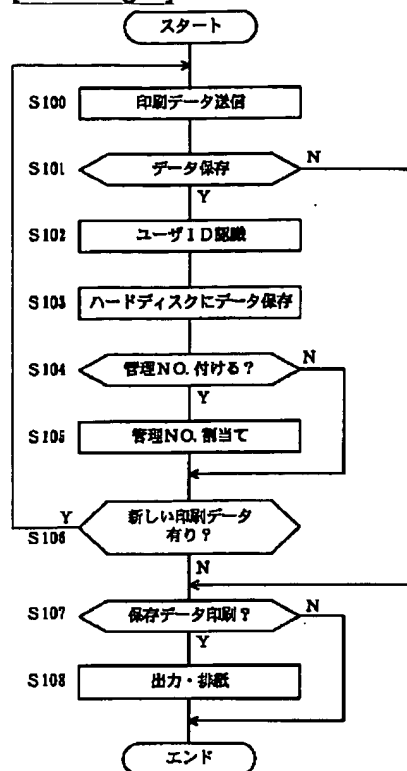 スタート
S100 印刷データ送信
S101 データ保存 N
Y
S102 ユーザID認識
S103 ハードディスクにデータ保存
S104 管理NO.付ける? N
Y
S105 管理NO.割当て
Y 新しい印刷データ
S106 有り?
N
S107 保存データ印刷? N
Y
S108 出力・排紙
エンド